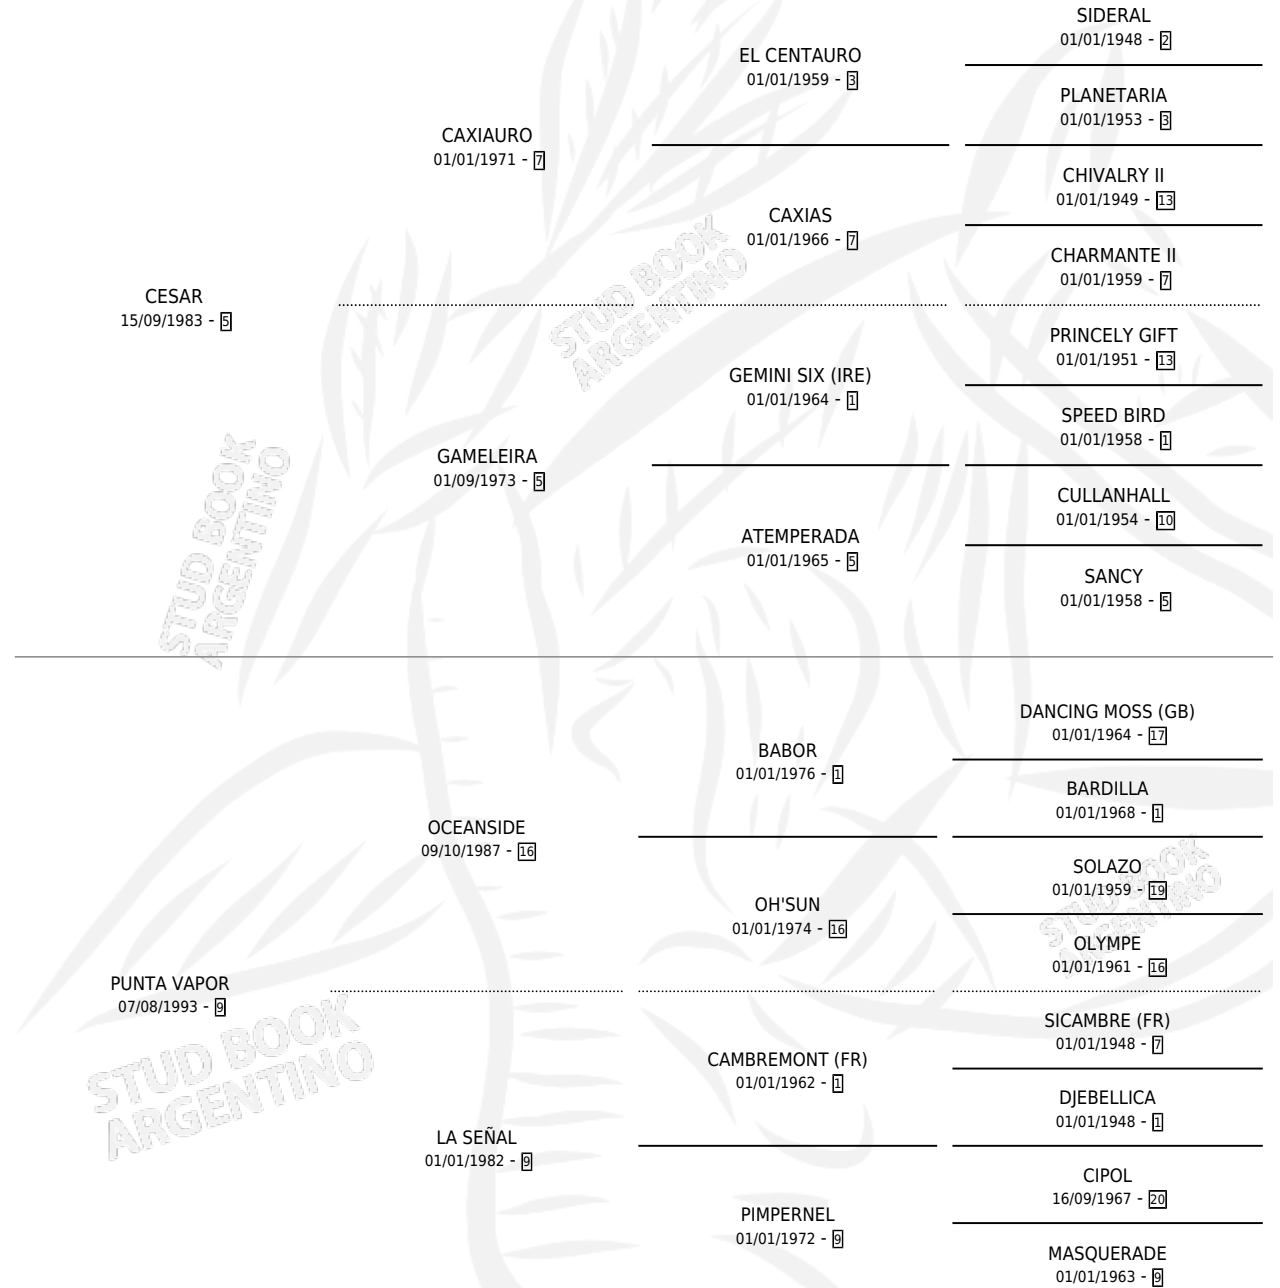 SIDERAL
01/01/1948 - 2
EL CENTAURO
01/01/1959 - 3
PLANETARIA
01/01/1953 - 3
CAXIAURO
01/01/1971 - 7
CHIVALRY II
01/01/1949 - 13
CAXIAS
01/01/1966 - 7
CHARMANTE II
01/01/1959 - 7
CESAR
15/09/1983 - 5
PRINCELY GIFT
01/01/1951 - 13
GEMINI SIX (IRE)
01/01/1964 - 1
SPEED BIRD
01/01/1958 - 1
GAMELEIRA
01/09/1973 - 5
CULLANHALL
01/01/1954 - 10
ATEMPERADA
01/01/1965 - 5
SANCY
01/01/1958 - 5
STUD BOOK
ARGENTINO
STUD BOOK
ARGENTINO
DANCING MOSS (GB)
01/01/1964 - 17
BABOR
01/01/1976 - 1
BARDILLA
01/01/1968 - 1
OCEANSIDE
09/10/1987 - 16
SOLAZO
01/01/1959 - 19
OH'SUN
01/01/1974 - 16
OLYMPE
01/01/1961 - 16
PUNTA VAPOR
07/08/1993 - 9
SICAMBRE (FR)
01/01/1948 - 7
CAMBREMONT (FR)
01/01/1962 - 1
DJEBELLICA
01/01/1948 - 1
LA SEÑAL
01/01/1982 - 9
CIPOL
16/09/1967 - 20
PIMPERNEL
01/01/1972 - 9
MASQUERADE
01/01/1963 - 9
STUD BOOK
ARGENTINO
STUD BOOK
ARGENTINO